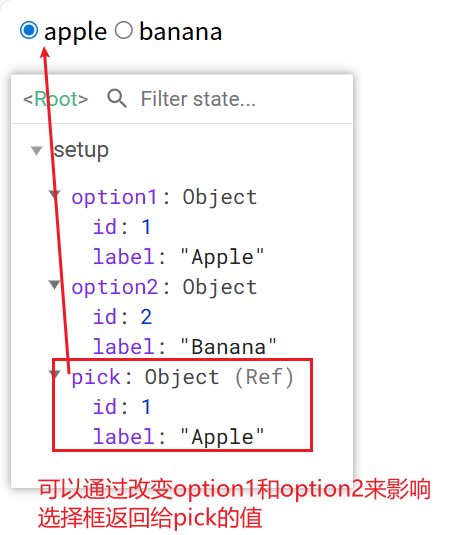 apple banana
<Root> Filter state...
setup
option1: Object
id: 1
label: "Apple"
option2: Object
id: 2
label: "Banana"
pick: Object (Ref)
id: 1
label: "Apple"
可以通过改变option1和option2来影响
选择框返回给pick的值